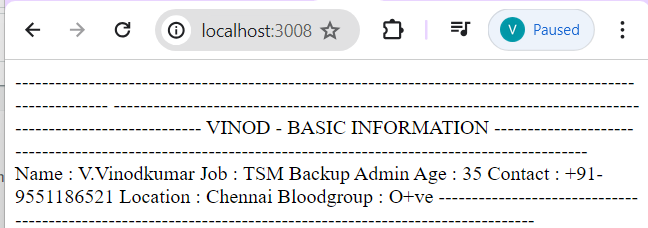 localhost:3008
V
Paused
----------------------------------------------------------------------------------------------
-------------- --------------------------------------------------------------------------------
---------------------------- VINOD - BASIC INFORMATION ---------------------
---------------------------------------------------------------------------------------
Name : V.Vinodkumar Job : TSM Backup Admin Age : 35 Contact : +91-
9551186521 Location : Chennai Bloodgroup : O+ve ------------------------------
-------------------------------------------------------------------------------